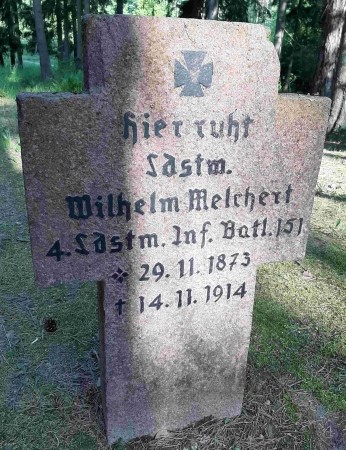 Hier ruht
Ldstm.
Wilhelm Melchert
4. Ldstm. Inf. Batl. 151
29. 11. 1873
† 14. 11. 1914